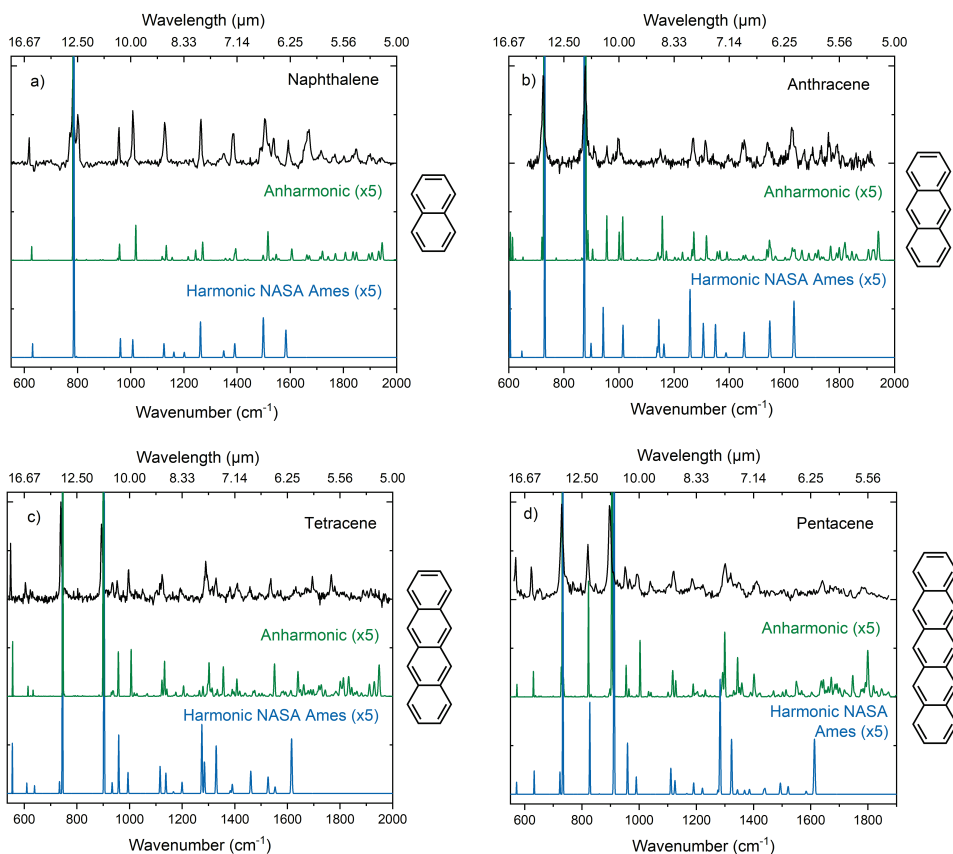 Wavelength (µm)
16.67 12.50 10.00 8.33 7.14 6.25 5.56 5.00
a)
Naphthalene
Anharmonic (x5)
Harmonic NASA Ames (x5)
600 800 1000 1200 1400 1600 1800 2000
Wavenumber (cm-1)
Wavelength (µm)
16.67 12.50 10.00 8.33 7.14 6.25 5.56 5.00
b)
Anthracene
Anharmonic (x5)
Harmonic NASA Ames (x5)
600 800 1000 1200 1400 1600 1800 2000
Wavenumber (cm-1)
Wavelength (µm)
16.67 12.50 10.00 8.33 7.14 6.25 5.56 5.00
c)
Tetracene
Anharmonic (x5)
Harmonic NASA Ames (x5)
600 800 1000 1200 1400 1600 1800 2000
Wavenumber (cm-1)
Wavelength (µm)
16.67 12.50 10.00 8.33 7.14 6.25 5.56
d)
Pentacene
Anharmonic (x5)
Harmonic NASA
Ames (x5)
600 800 1000 1200 1400 1600 1800
Wavenumber (cm-1)